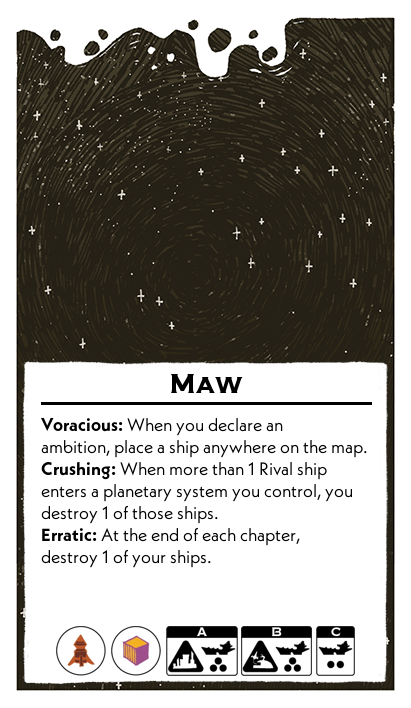 MAW
Voracious: When you declare an
ambition, place a ship anywhere on the map.
Crushing: When more than 1 Rival ship
enters a planetary system you control, you
destroy 1 of those ships.
Erratic: At the end of each chapter,
destroy 1 of your ships.
A B C